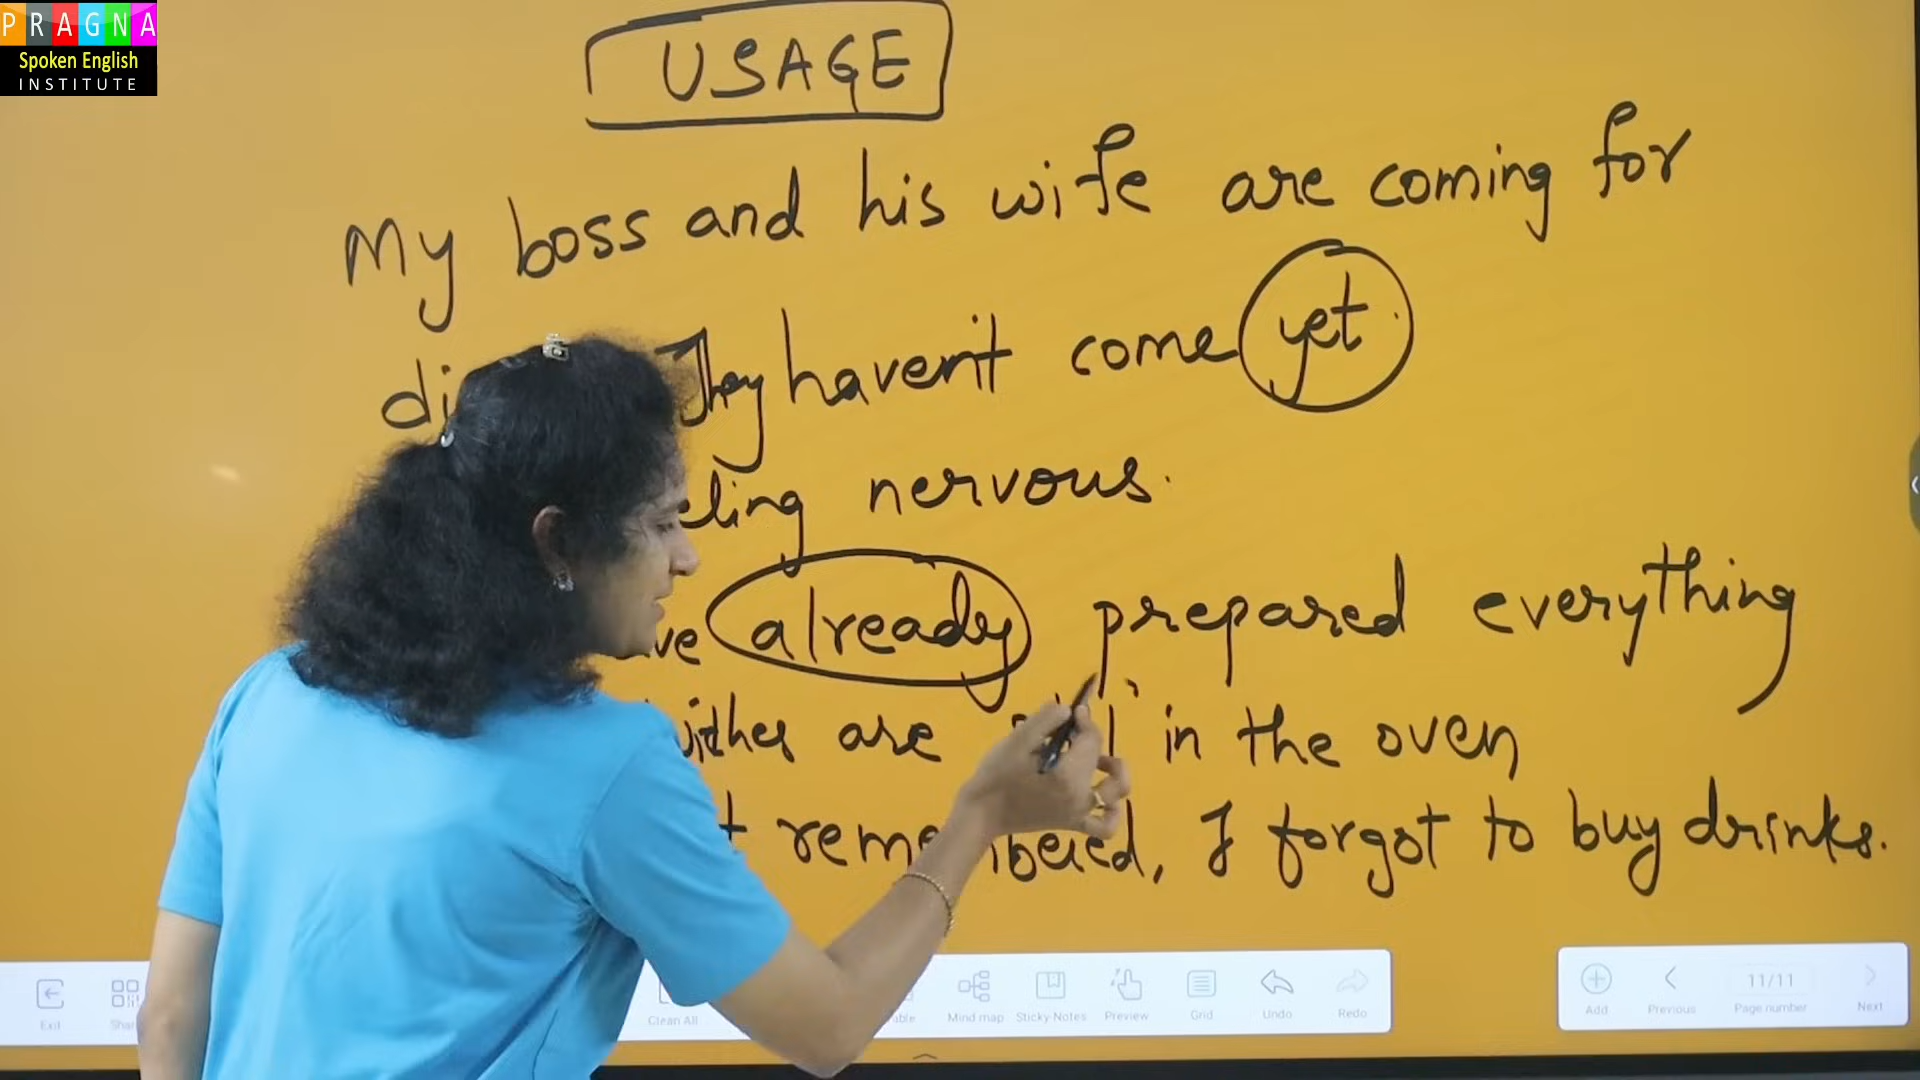 PRAGNA
Spoken English
INSTITUTE
USAGE
My boss and his wife are coming for
They haven't come yet.
nervous.
already prepared everything
are in the oven
remembered, I forgot to buy drinks.
Exit
Clean All
Mind map
Sticky Notes
Preview
Grid
Undo
Redo
Add
Previous
11/11
Page number
Next